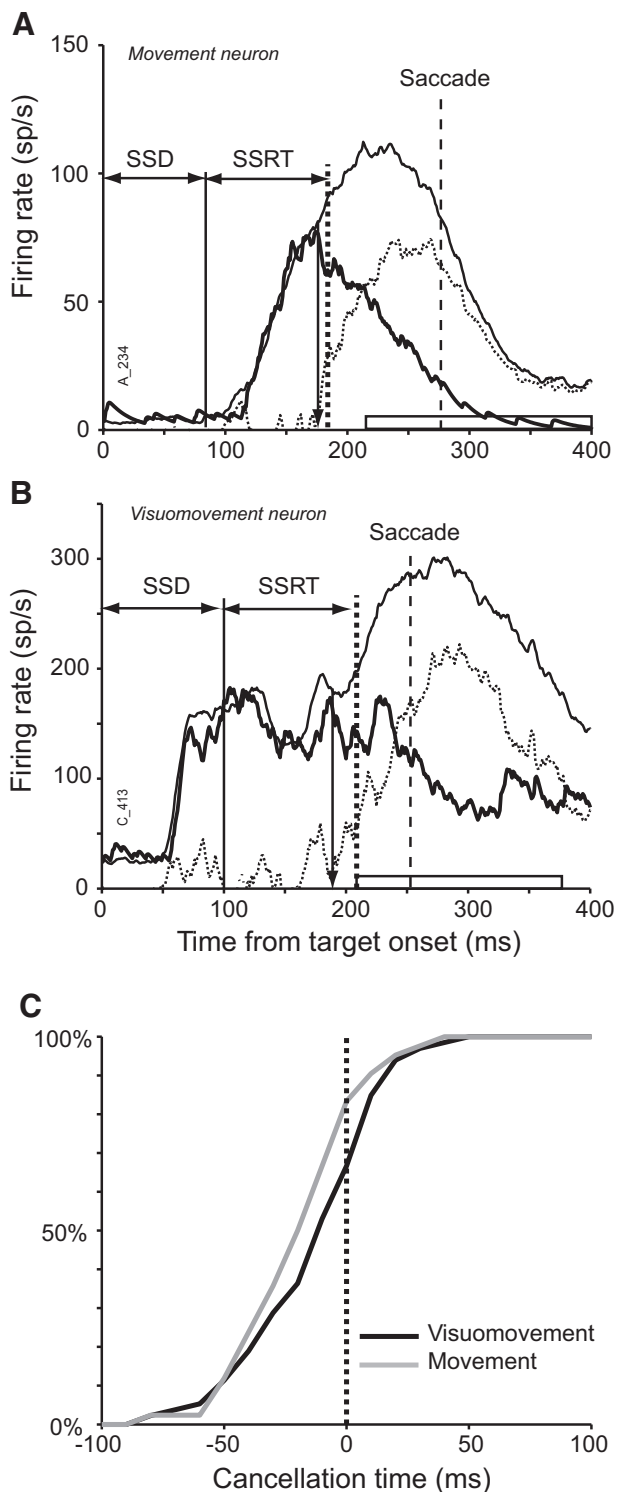 A
Movement neuron
Saccade
SSD
SSRT
Firing rate (sp/s)
150
100
50
0
A_234
0
100
200
300
400
B
Visuomovement neuron
Saccade
SSD
SSRT
Firing rate (sp/s)
300
200
100
0
C_413
0
100
200
300
400
Time from target onset (ms)
C
100%
50%
0%
Visuomovement
Movement
-100
-50
0
50
100
Cancellation time (ms)